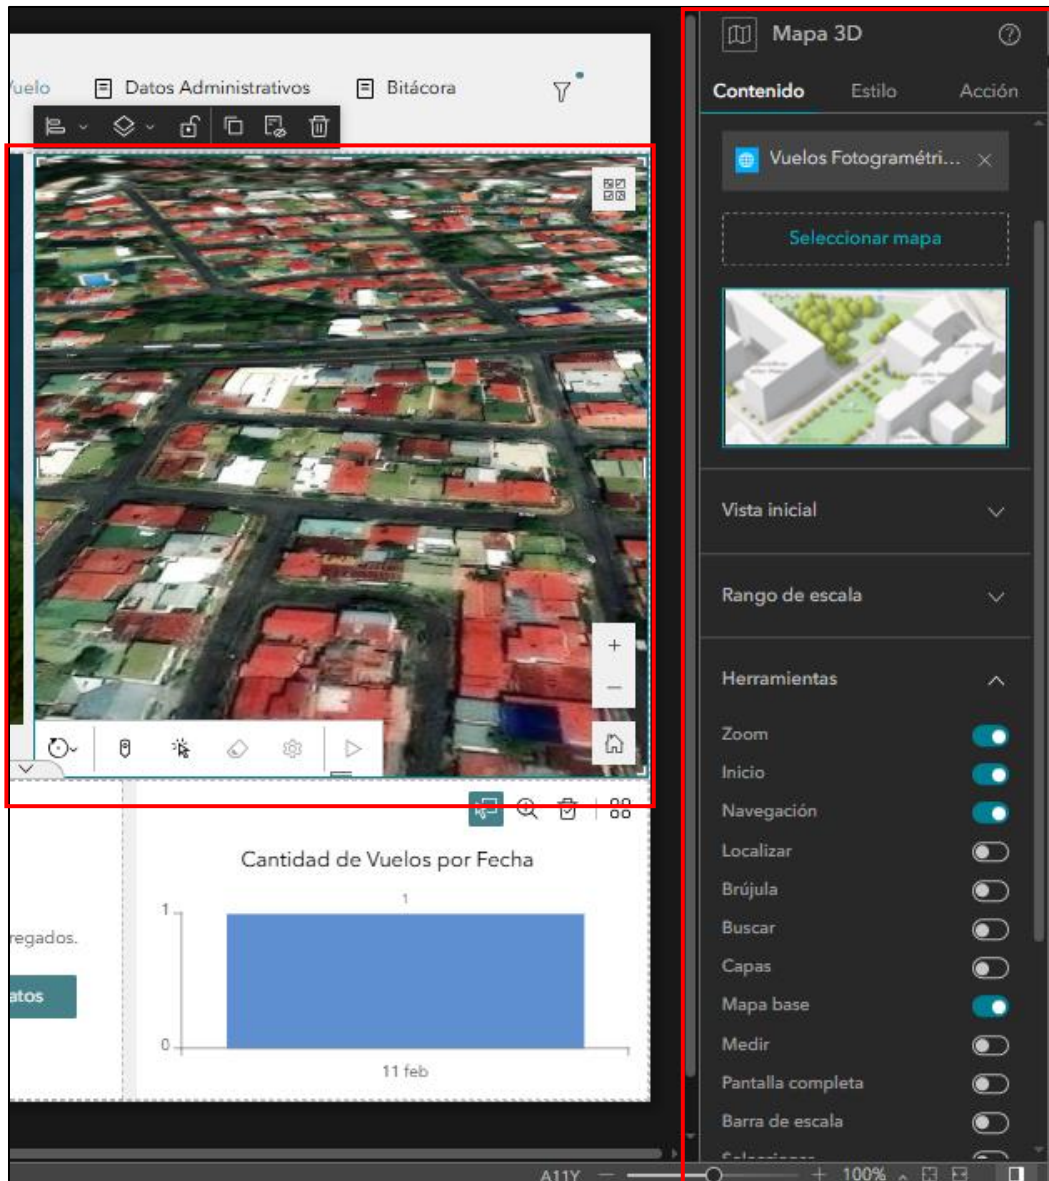 Vuelo
Datos Administrativos
Bitácora
Cantidad de Vuelos por Fecha
1
1
0
11 feb
regados.
atos
Mapa 3D
Contenido
Estilo
Acción
Vuelos Fotogramétri...
Seleccionar mapa
Vista inicial
Rango de escala
Herramientas
Zoom
Inicio
Navegación
Localizar
Brújula
Buscar
Capas
Mapa base
Medir
Pantalla completa
Barra de escala
A11Y
100%